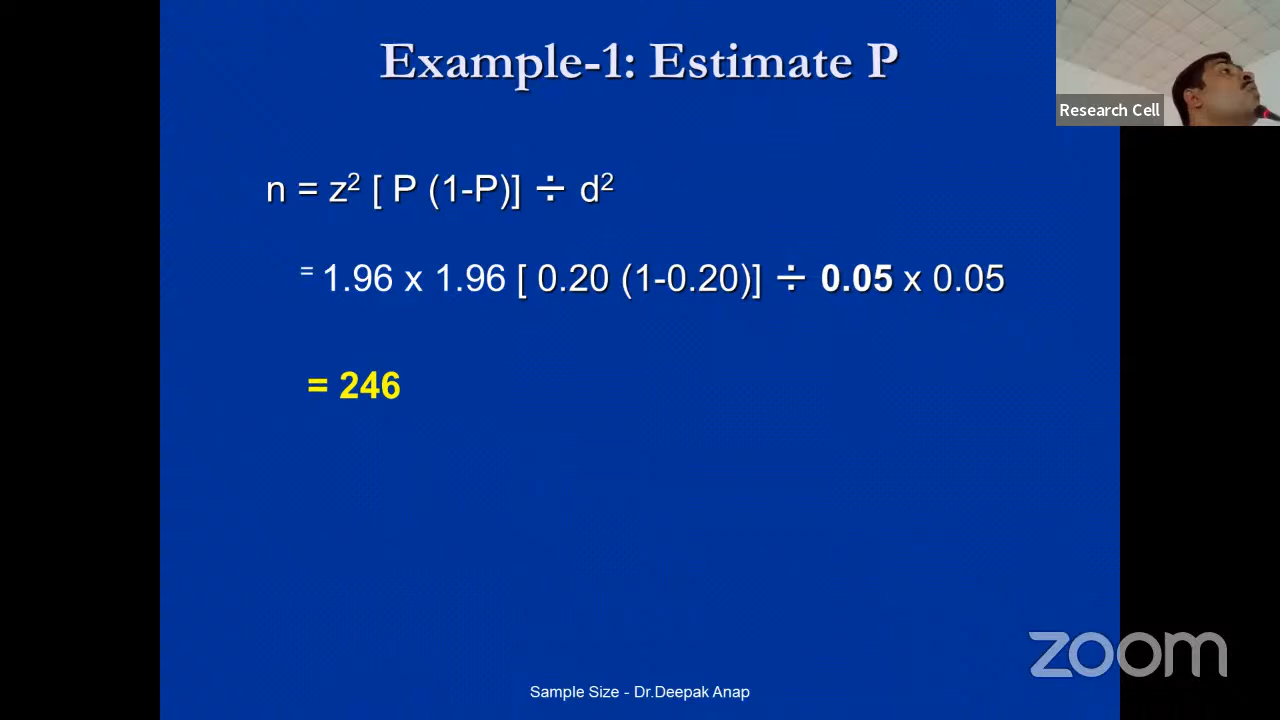 Example-1: Estimate P
Research Cell
n = z² [ P (1-P)] ÷ d²
= 1.96 x 1.96 [ 0.20 (1-0.20)] ÷ 0.05 x 0.05
= 246
zoom
Sample Size - Dr.Deepak Anap